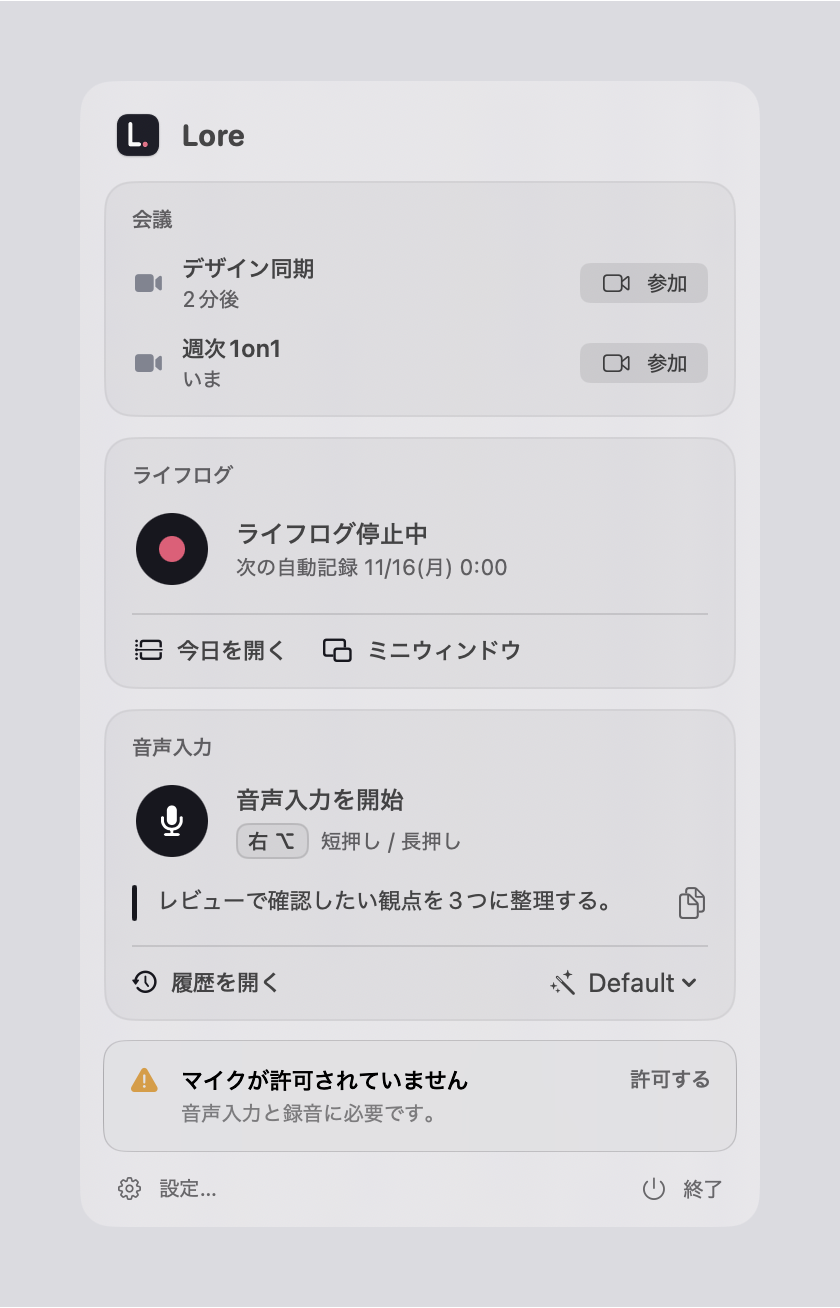 L.
Lore
会議
デザイン同期
2分後
参加
週次1on1
いま
参加
ライフログ
ライフログ停止中
次の自動記録 11/16(月) 0:00
今日を開く
ミニウィンドウ
音声入力
音声入力を開始
右 ⌥ 短押し / 長押し
レビューで確認したい観点を3つに整理する。
履歴を開く
Default
マイクが許可されていません
許可する
音声入力と録音に必要です。
設定...
終了